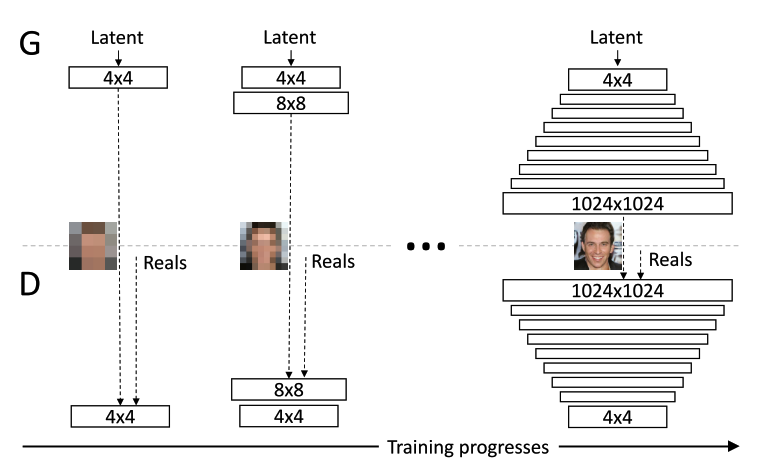 G
Latent
Latent
Latent
4x4
4x4
4x4
8x8
1024x1024
Reals
Reals
Reals
D
1024x1024
8x8
4x4
4x4
4x4
Training progresses